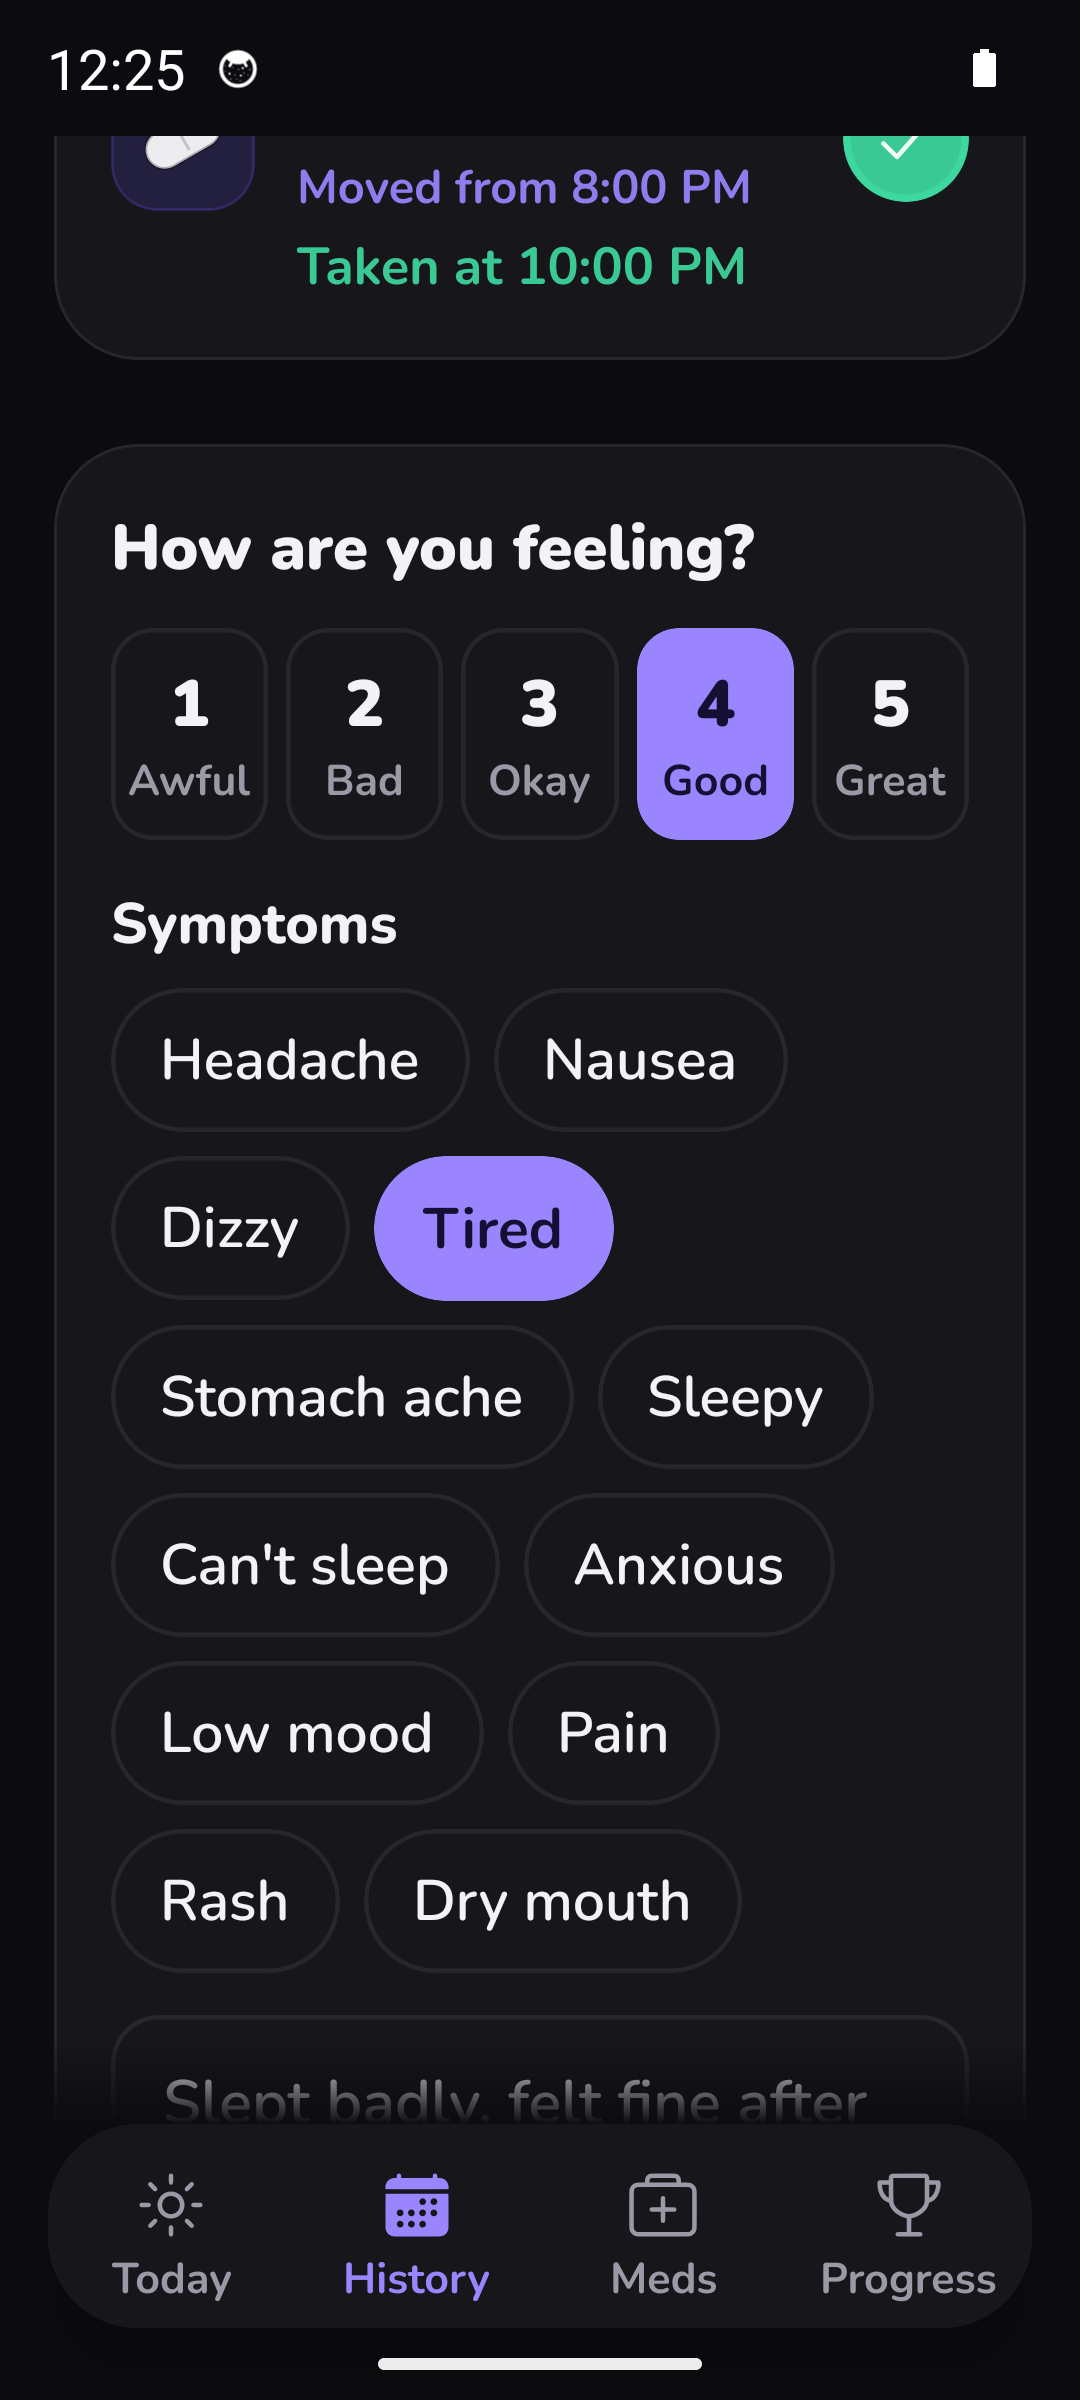 12:25
Moved from 8:00 PM
Taken at 10:00 PM
How are you feeling?
1 2 3 4 5
Awful Bad Okay Good Great
Symptoms
Headache Nausea
Dizzy Tired
Stomach ache Sleepy
Can't sleep Anxious
Low mood Pain
Rash Dry mouth
Slept badly, felt fine after
Today History Meds Progress